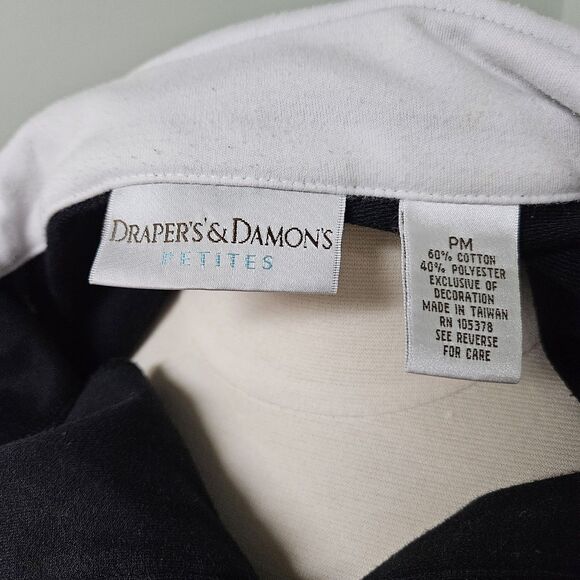 DRAPER'S & DAMON'S
PETITES
PM
60% COTTON
40% POLYESTER
EXCLUSIVE OF
DECORATION
MADE IN TAIWAN
RN 105378
SEE REVERSE
FOR CARE